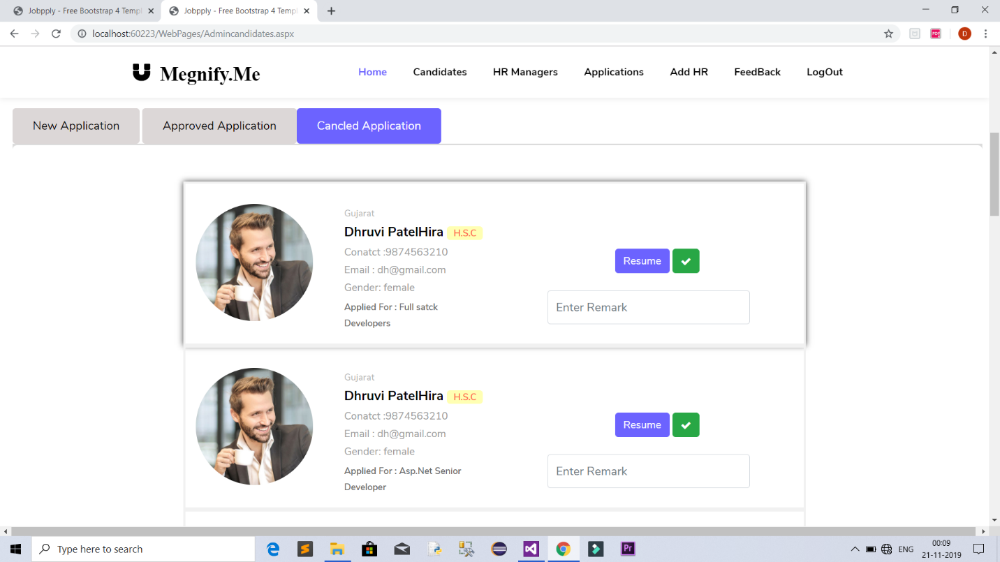 Jobpply - Free Bootstrap 4 Templ
Jobpply - Free Bootstrap 4 Templ
localhost:60223/WebPages/Admincandidates.aspx
PDF
D
Megnify.Me
Home
Candidates
HR Managers
Applications
Add HR
FeedBack
LogOut
New Application
Approved Application
Cancled Application
Gujarat
Dhruvi PatelHira H.S.C
Conatct :9874563210
Email : dh@gmail.com
Gender: female
Applied For : Full satck
Developers
Resume
Enter Remark
Gujarat
Dhruvi PatelHira H.S.C
Conatct :9874563210
Email : dh@gmail.com
Gender: female
Applied For : Asp.Net Senior
Developer
Resume
Enter Remark
Type here to search
Pr
ENG
00:09
21-11-2019